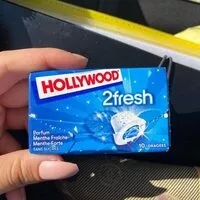 HOLLYWOOD
2fresh
Parfum
Menthe Fraîche
Menthe Forte
SANS SUCRES
10 DRAGÉES